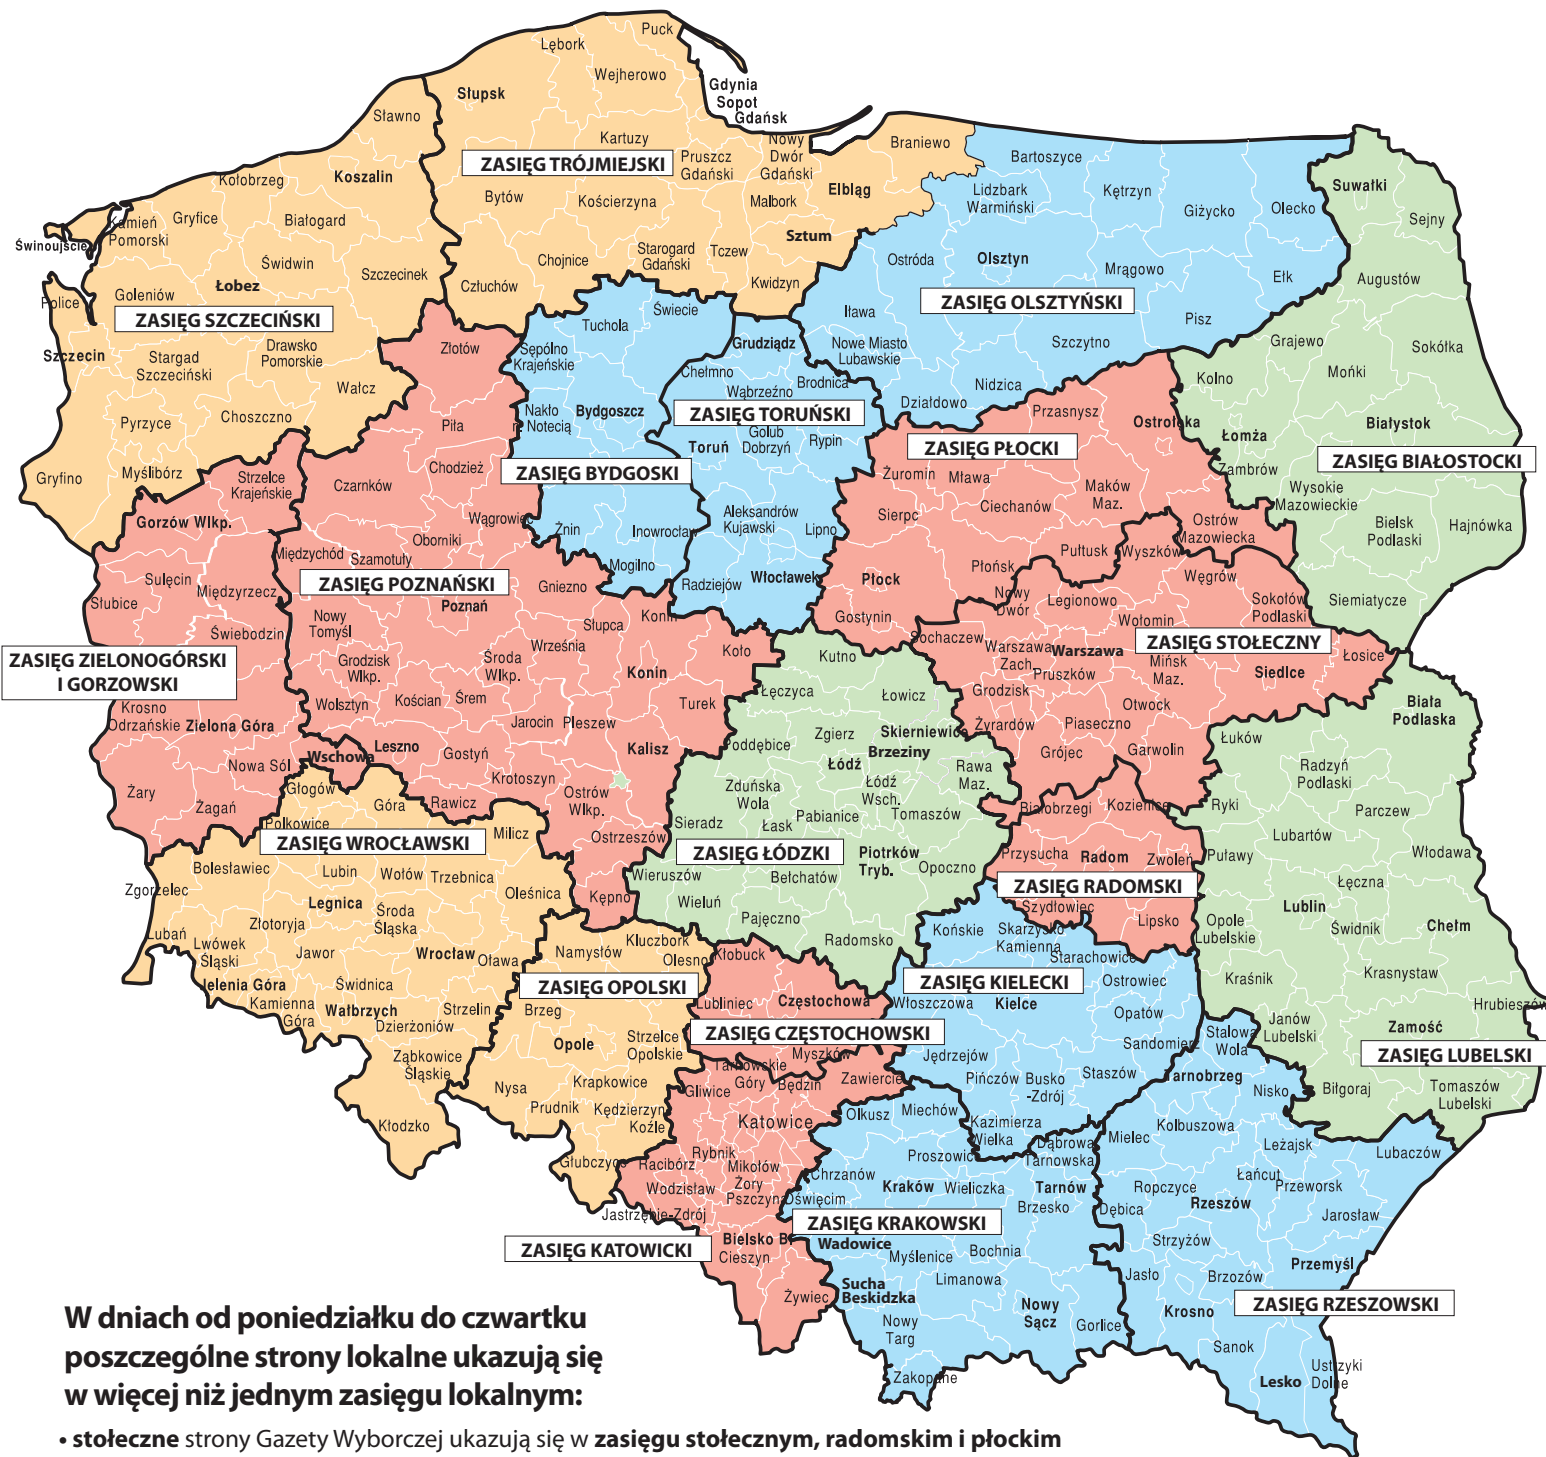 Puck
Lębork
Wejherowo
Gdynia
Sopot
Gdańsk
Słupsk
Sławno
Kartuzy
Nowy
Dwór
Gdański
Braniewo
ZASIĘG TRÓJMIEJSKI
Pruszcz
Gdański
Bartoszyce
Kołobrzeg
Koszalin
Elbląg
Lidzbark
Warmiński
Kętrzyn
Suwałki
Bytów
Kościerzyna
Malbork
Giżycko
Olecko
Sejny
Kamień
Pomorski
Gryfice
Białogard
Sztum
Świnoujście
Starogard
Gdański
Tczew
Ostróda
Olsztyn
Mrągowo
Ełk
Augustów
Świdwin
Szczecinek
Chojnice
Łobez
Człuchów
Kwidzyn
Goleniów
Police
ZASIĘG SZCZECIŃSKI
ZASIĘG OLSZTYŃSKI
Świecie
Tuchola
Iława
Pisz
Szczecin
Stargad
Szczeciński
Drawsko
Pomorskie
Złotów
Sępólno
Krajeńskie
Grudziądz
Nowe Miasto
Lubawskie
Szczytno
Grajewo
Sokółka
Chełmno
Wąbrzeźno
Brodnica
Nidzica
Kolno
Mońki
Wałcz
Działdowo
Przasnysz
Ostrołęka
Pyrzyce
Choszczno
Piła
Nakło
n. Notecią
Bydgoszcz
ZASIĘG TORUŃSKI
Golub
Dobrzyń
Rypin
Toruń
ZASIĘG PŁOCKI
Łomża
Białystok
Gryfino
Myślibórz
Strzelce
Krajeńskie
Czarnków
Chodzież
ZASIĘG BYDGOSKI
Żuromin
Mława
Maków
Maz.
Zambrów
ZASIĘG BIAŁOSTOCKI
Wysokie
Mazowieckie
Gorzów Wlkp.
Wągrowiec
Żnin
Inowrocław
Aleksandrów
Kujawski
Lipno
Sierpc
Ciechanów
Ostrów
Mazowiecka
Bielsk
Podlaski
Hajnówka
Międzychód
Szamotuły
Oborniki
Mogilno
Pułtusk
Wyszków
Sulęcin
Międzyrzecz
ZASIĘG POZNAŃSKI
Gniezno
Radziejów
Włocławek
Płock
Płońsk
Węgrów
Słubice
Poznań
Nowy
Tomyśl
Słupca
Konin
Gostynin
Nowy
Dwór
Legionowo
Sokołów
Podlaski
Siemiatycze
Wołomin
Świebodzin
Września
Koło
Kutno
Sochaczew
Warszawa
Zach.
Warszawa
ZASIĘG STOŁECZNY
Łosice
ZASIĘG ZIELONOGÓRSKI
I GORZOWSKI
Grodzisk
Wlkp.
Środa
Wlkp.
Konin
Pruszków
Mińsk
Maz.
Siedlce
Krosno
Odrzańskie
Zielona Góra
Wolsztyn
Kościan
Śrem
Jarocin
Pleszew
Turek
Łęczyca
Łowicz
Grodzisk
Otwock
Biała
Podlaska
Żyrardów
Piaseczno
Wschowa
Leszno
Gostyń
Kalisz
Poddębice
Zgierz
Skierniewice
Brzeziny
Grójec
Garwolin
Łuków
Nowa Sól
Krotoszyn
Łódź
Rawa
Maz.
Radzyń
Podlaski
Żary
Żagań
Głogów
Góra
Rawicz
Ostrów
Wlkp.
Zduńska
Wola
Łódź
Wsch.
Białobrzegi
Kozienice
Ryki
Parczew
Polkowice
ZASIĘG WROCŁAWSKI
Milicz
Ostrzeszów
Sieradz
Łask
Pabianice
Tomaszów
Lubartów
Włodawa
Bolesławiec
Lubin
Wołów
Trzebnica
ZASIĘG ŁÓDZKI
Piotrków
Tryb.
Przysucha
Radom
Zwoleń
Puławy
Zgorzelec
Oleśnica
Kępno
Wieruszów
Bełchatów
Opoczno
ZASIĘG RADOMSKI
Łęczna
Legnica
Wieluń
Szydłowiec
Lublin
Złotoryja
Środa
Śląska
Pajęczno
Lipsko
Opole
Lubelskie
Świdnik
Chełm
Lubań
Lwówek
Śląski
Jawor
Wrocław
Oława
Namysłów
Kluczbork
Olesno
Radomsko
Końskie
Skarżysko
Kamienna
Kłobuck
Starachowice
Jelenia Góra
Świdnica
ZASIĘG OPOLSKI
ZASIĘG KIELECKI
Ostrowiec
Kraśnik
Krasnystaw
Kamienna
Góra
Wałbrzych
Strzelin
Brzeg
Lubliniec
Częstochowa
Włoszczowa
Kielce
Hrubieszów
Dzierżoniów
ZASIĘG CZĘSTOCHOWSKI
Opatów
Janów
Lubelski
Zamość
Ząbkowice
Śląskie
Opole
Strzelce
Opolskie
Myszków
Jędrzejów
Sandomierz
Stalowa
Wola
ZASIĘG LUBELSKI
Tarnowskie
Góry
Będzin
Zawiercie
Staszów
Tarnobrzeg
Nisko
Biłgoraj
Tomaszów
Lubelski
Nysa
Krapkowice
Gliwice
Pińczów
Busko
-Zdrój
Prudnik
Kędzierzyn
Koźle
Katowice
Olkusz
Miechów
Kazimierza
Wielka
Kolbuszowa
Kłodzko
Mielec
Dąbrowa
Tarnowska
Leżajsk
Lubaczów
Głubczyce
Racibórz
Rybnik
Mikołów
Żory
Proszowice
Chrzanów
Łańcut
Przeworsk
Wodzisław
Pszczyna
Oświęcim
Kraków
Wieliczka
Tarnów
Ropczyce
Rzeszów
Jastrzębie-Zdrój
ZASIĘG KRAKOWSKI
Brzesko
Dębica
Jarosław
ZASIĘG KATOWICKI
Bielsko B.
Cieszyn
Wadowice
Myślenice
Bochnia
Strzyżów
Przemyśl
Sucha
Beskidzka
Limanowa
Jasło
Brzozów
Żywiec
Nowy
Sącz
Gorlice
Krosno
ZASIĘG RZESZOWSKI
Nowy
Targ
Sanok
Zakopane
Lesko
Ustrzyki
Dolne
W dniach od poniedziałku do czwartku
poszczególne strony lokalne ukazują się
w więcej niż jednym zasięgu lokalnym:
• stołeczne strony Gazety Wyborczej ukazują się w zasięgu stołecznym, radomskim i płockim